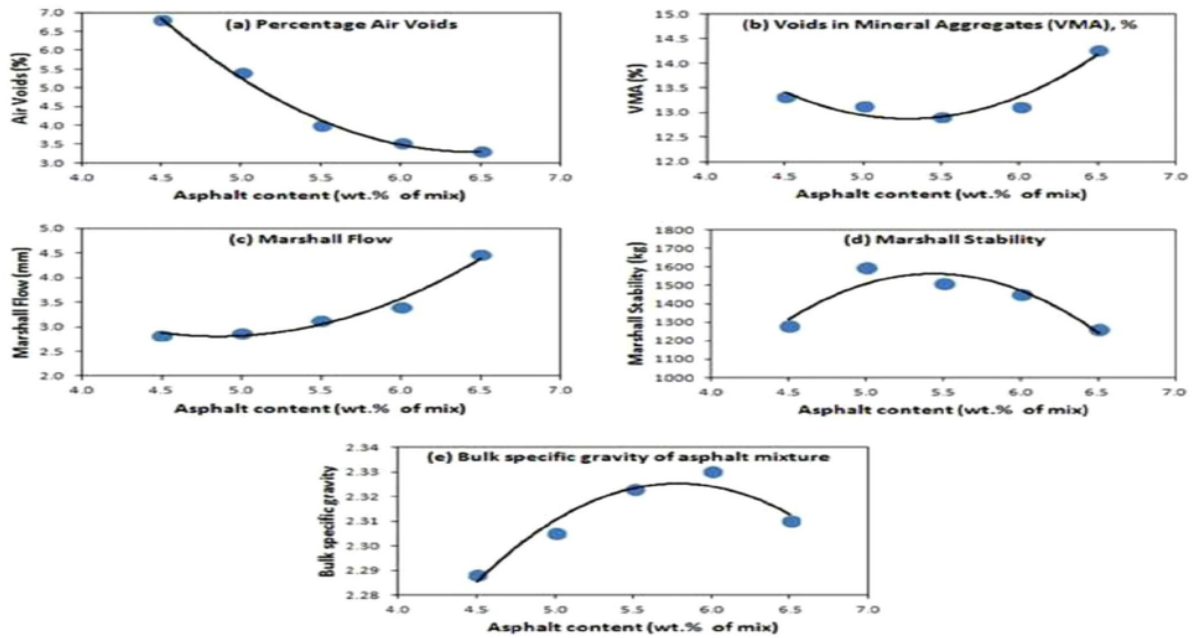 (a) Percentage Air Voids
Air Voids (%)
7.0
6.5
6.0
5.5
5.0
4.5
4.0
3.5
3.0
4.0 4.5 5.0 5.5 6.0 6.5 7.0
Asphalt content (wt.% of mix)
(b) Voids in Mineral Aggregates (VMA), %
VMA (%)
15.0
14.5
14.0
13.5
13.0
12.5
12.0
4.0 4.5 5.0 5.5 6.0 6.5 7.0
Asphalt content (wt.% of mix)
(c) Marshall Flow
Marshall Flow (mm)
5.0
4.5
4.0
3.5
3.0
2.5
2.0
4.0 4.5 5.0 5.5 6.0 6.5 7.0
Asphalt content (wt.% of mix)
(d) Marshall Stability
Marshall Stability (kg)
1800
1700
1600
1500
1400
1300
1200
1100
1000
4.0 4.5 5.0 5.5 6.0 6.5 7.0
Asphalt content (wt.% of mix)
(e) Bulk specific gravity of asphalt mixture
Bulk specific gravity
2.34
2.33
2.32
2.31
2.30
2.29
2.28
4.0 4.5 5.0 5.5 6.0 6.5 7.0
Asphalt content (wt.% of mix)